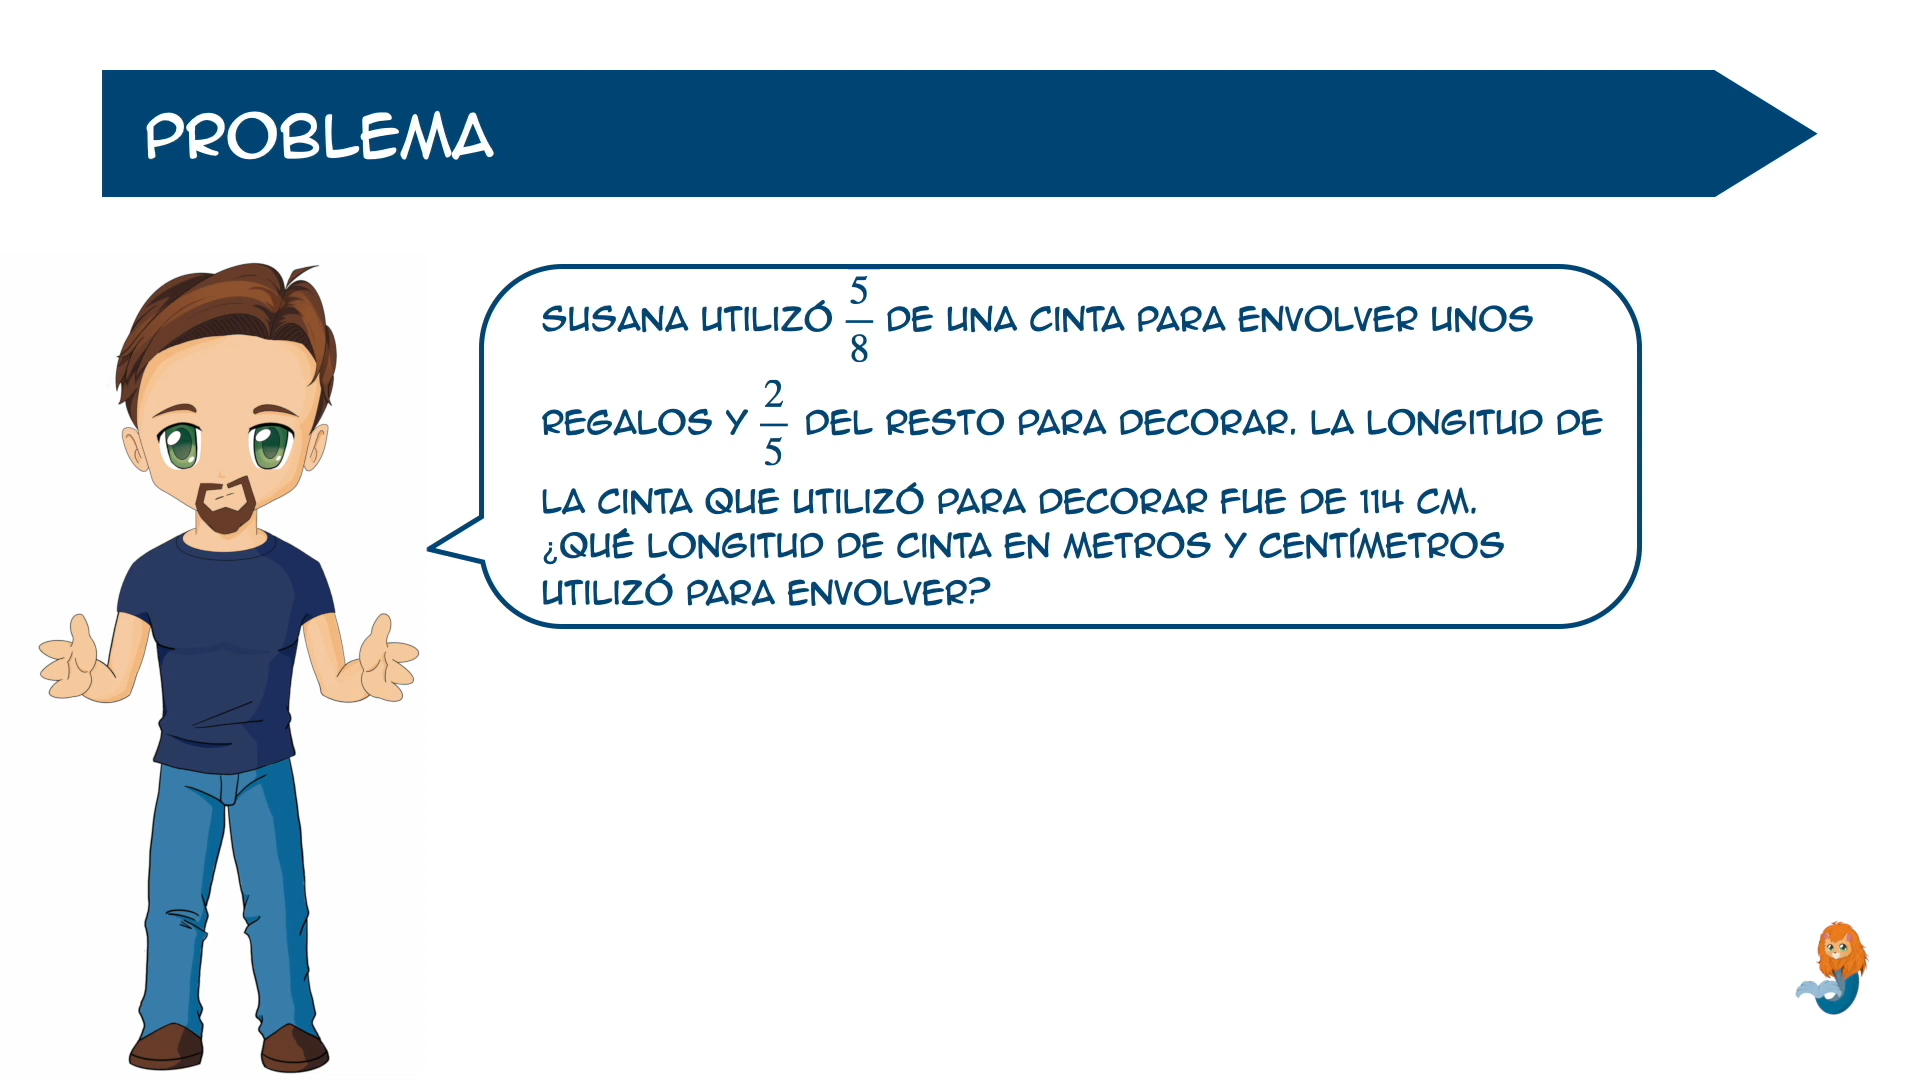 PROBLEMA
SUSANA UTILIZÓ 5/8 DE UNA CINTA PARA ENVOLVER UNOS
REGALOS Y 2/5 DEL RESTO PARA DECORAR. LA LONGITUD DE
LA CINTA QUE UTILIZÓ PARA DECORAR FUE DE 114 CM.
¿QUÉ LONGITUD DE CINTA EN METROS Y CENTÍMETROS
UTILIZÓ PARA ENVOLVER?